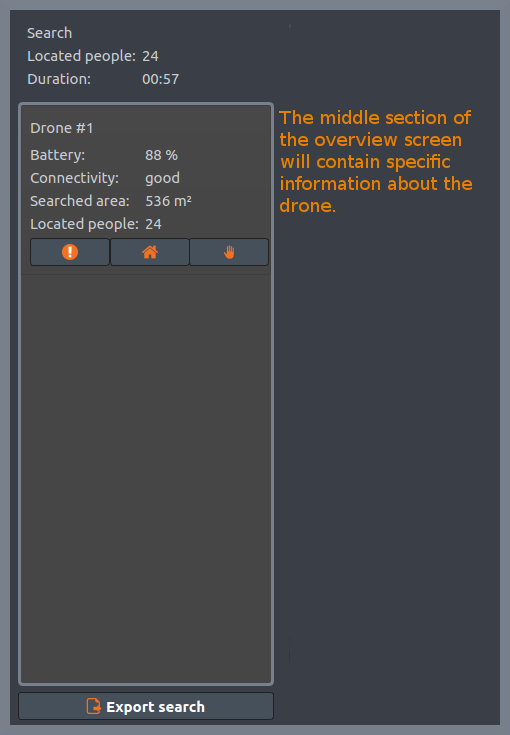 Search
Located people: 24
Duration: 00:57
Drone #1
Battery: 88 %
Connectivity: good
Searched area: 536 m²
Located people: 24
The middle section of
the overview screen
will contain specific
information about the
drone.
Export search